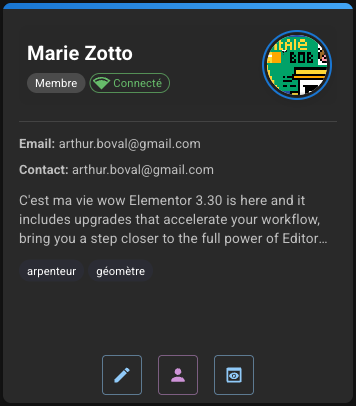 Marie Zotto
Membre
Connecté
BOB
Email: arthur.boval@gmail.com
Contact: arthur.boval@gmail.com
C'est ma vie wow Elementor 3.30 is here and it
includes upgrades that accelerate your workflow,
bring you a step closer to the full power of Editor…
arpenteur
géomètre